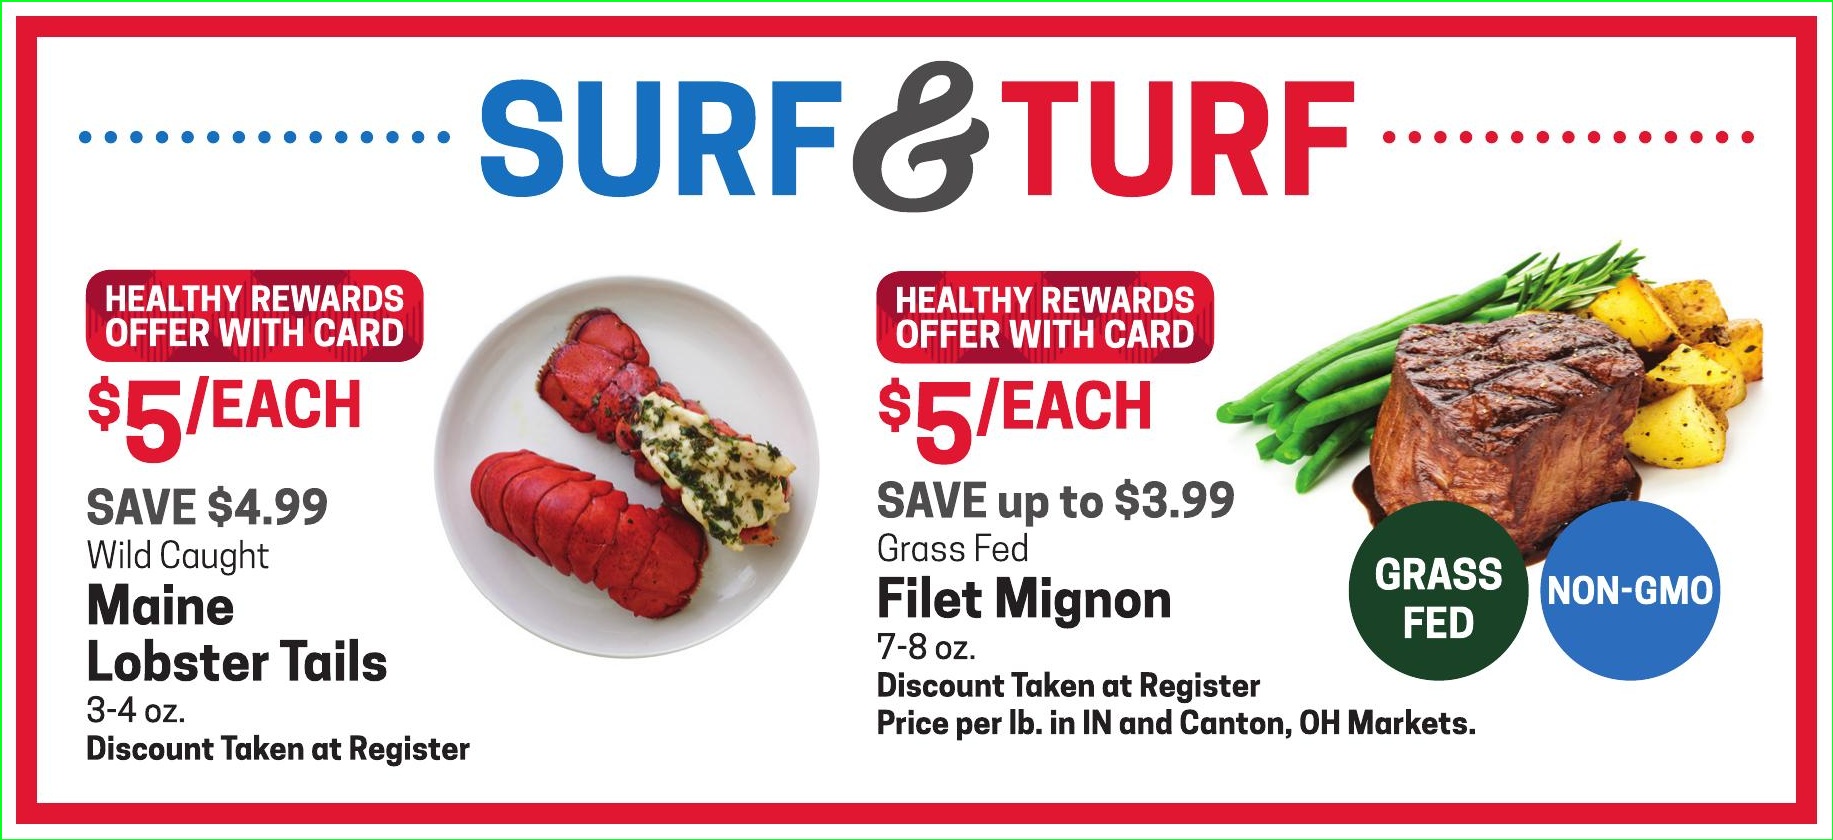 SURF & TURF
HEALTHY REWARDS
OFFER WITH CARD
$5/EACH
SAVE $4.99
Wild Caught
Maine
Lobster Tails
3-4 oz.
Discount Taken at Register
HEALTHY REWARDS
OFFER WITH CARD
$5/EACH
SAVE up to $3.99
Grass Fed
Filet Mignon
7-8 oz.
Discount Taken at Register
Price per lb. in IN and Canton, OH Markets.
GRASS
FED
NON-GMO